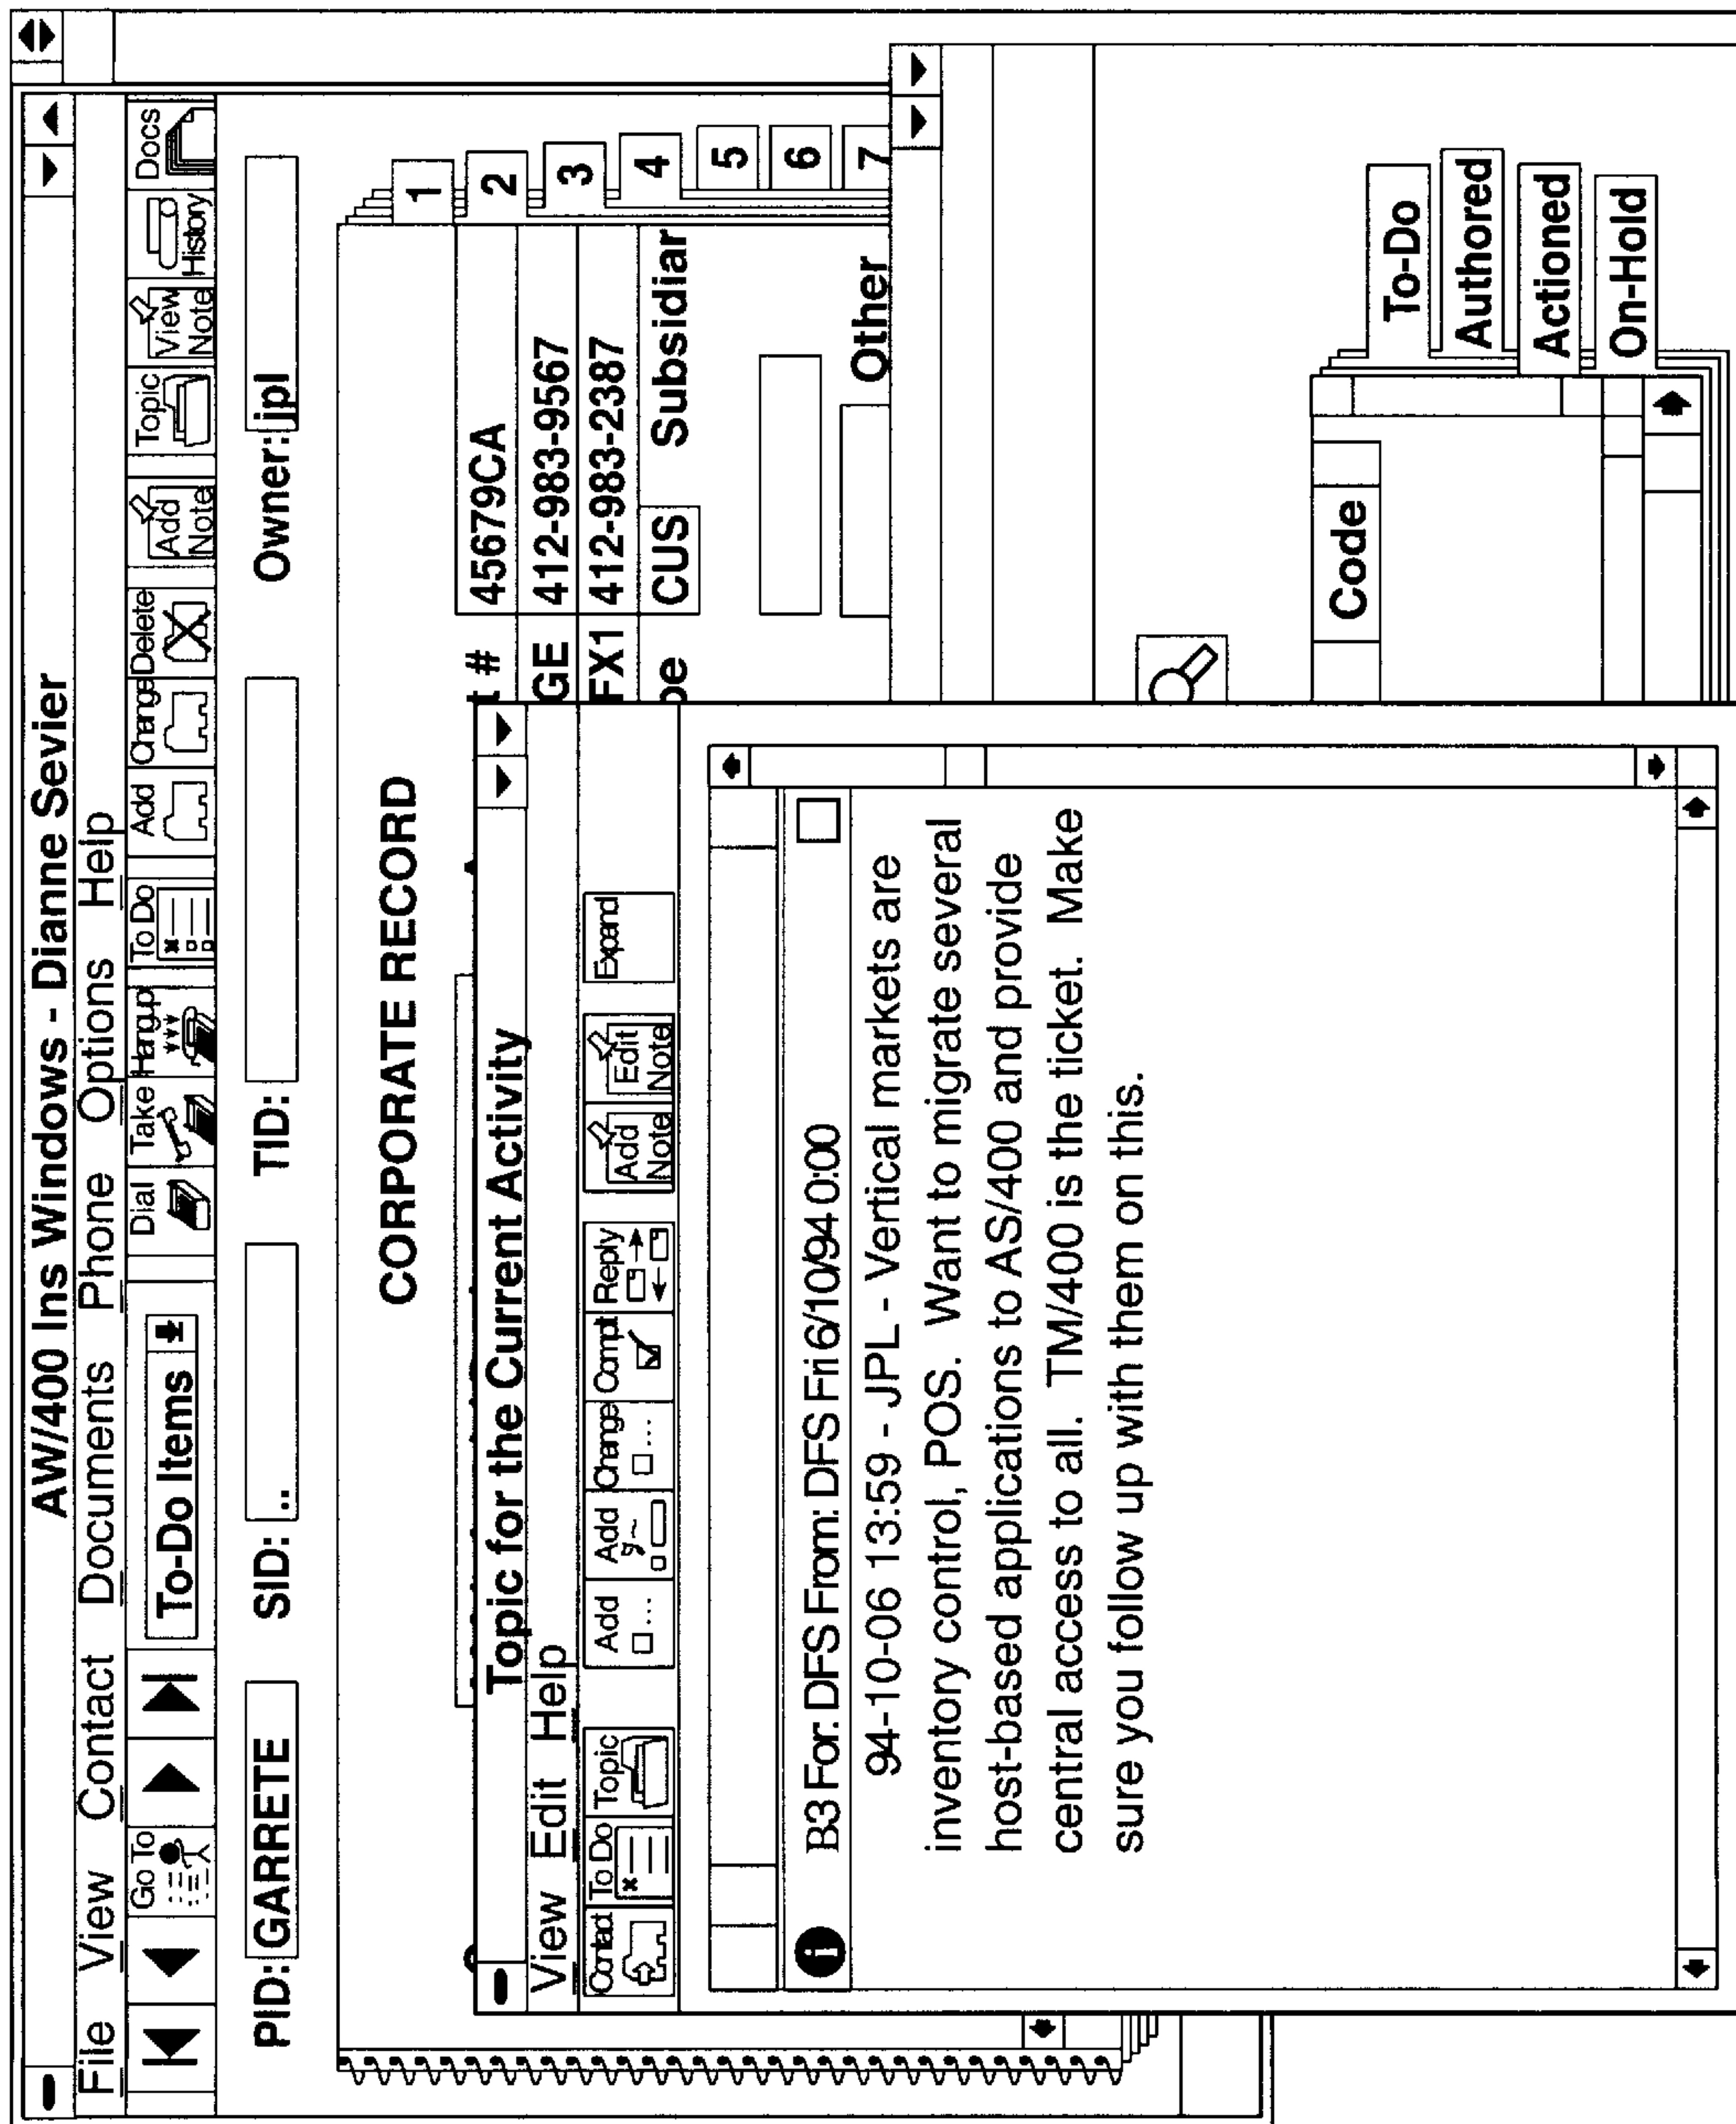 AW/400 Ins Windows - Dianne Sevier
File View Contact Documents Phone Options Help
Go To To-Do Items Dial Take Hangup To Do Add Change Delete Add Note Topic View Note History Docs
PID: GARRETE SID: .. TID: Owner: jpl
CORPORATE RECORD
t # 45679CA
GE 412-983-9567
FX1 412-983-2387
pe CUS Subsidiar
Other
1
2
3
4
5
6
7
Topic for the Current Activity
View Edit Help
Contact To Do Topic Add Add Change Compt Reply Add Note Edit Note Expand
B3 For: DFS From: DFS Fri 6/10/94 0:00
94-10-06 13:59 - JPL - Vertical markets are
inventory control, POS. Want to migrate several
host-based applications to AS/400 and provide
central access to all. TM/400 is the ticket. Make
sure you follow up with them on this.
Code
To-Do
Authored
Actioned
On-Hold